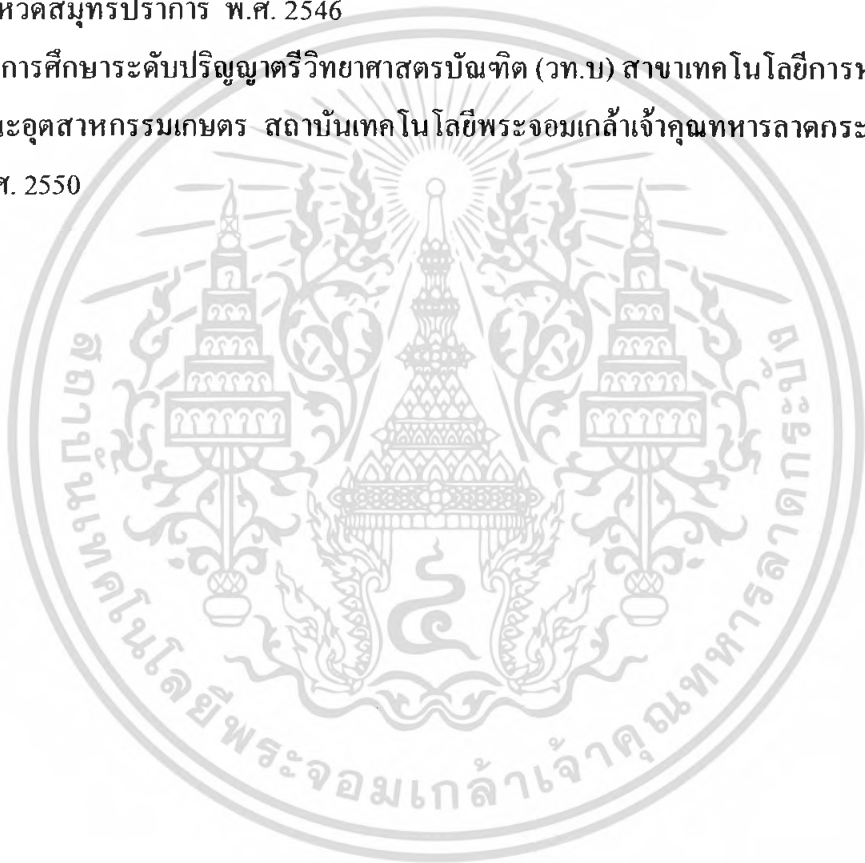 หวัดสมุทรปราการ พ.ศ. 2546
การศึกษาระดับปริญญาตรีวิทยาศาสตรบัณฑิต (วท.บ) สาขาเทคโนโลยีการห
ะอุตสาหกรรมเกษตร สถาบันเทคโนโลยีพระจอมเกล้าเจ้าคุณทหารลาดกระ
ศ. 2550
สถาบันเทคโนโลยีพระจอมเกล้าเจ้าคุณทหารลาดกระบัง